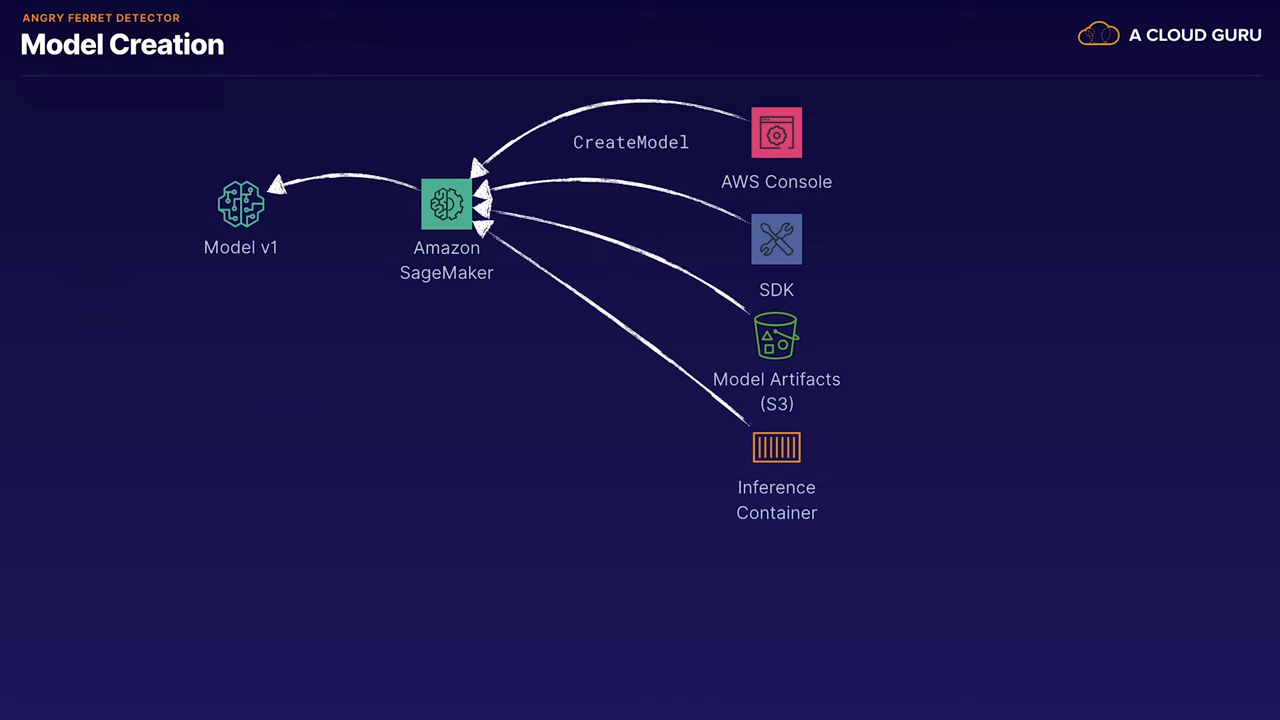 ANGRY FERRET DETECTOR
Model Creation
A CLOUD GURU
CreateModel
AWS Console
Model v1
Amazon
SageMaker
SDK
Model Artifacts
(S3)
Inference
Container